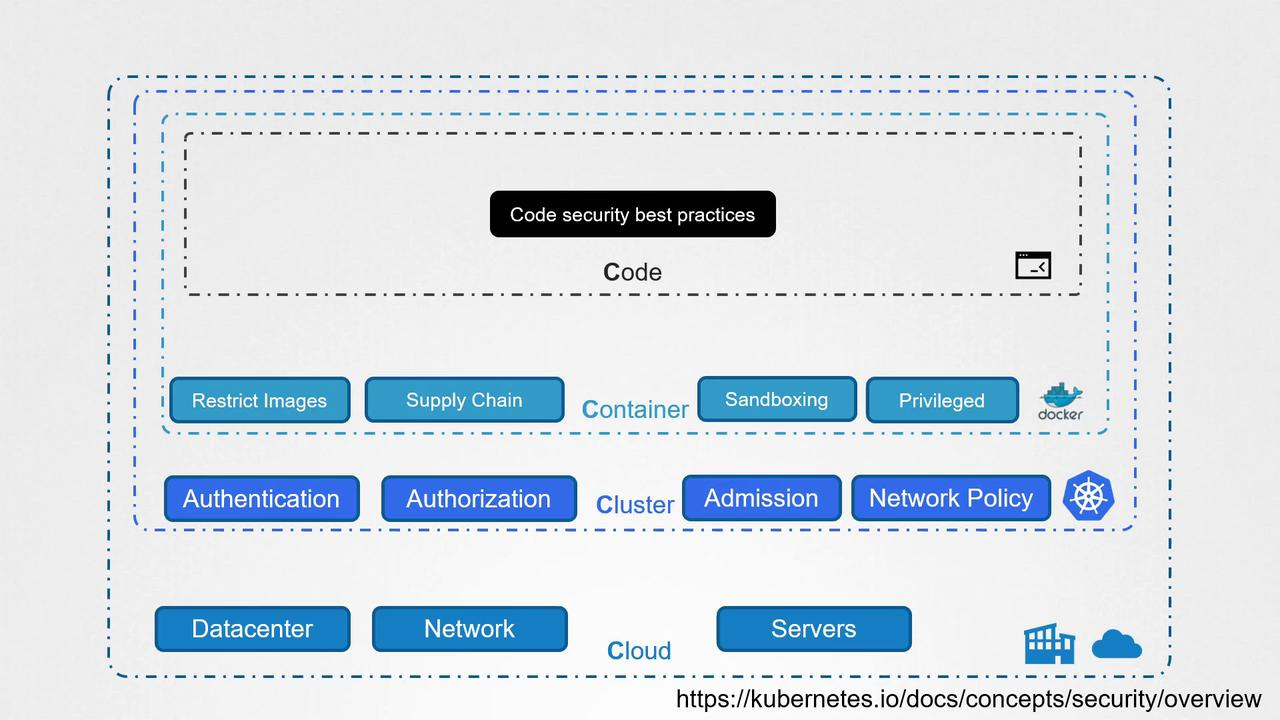 Code security best practices
Code
Restrict Images
Supply Chain
Container
Sandboxing
Privileged
docker
Authentication
Authorization
Cluster
Admission
Network Policy
Datacenter
Network
Cloud
Servers
https://kubernetes.io/docs/concepts/security/overview